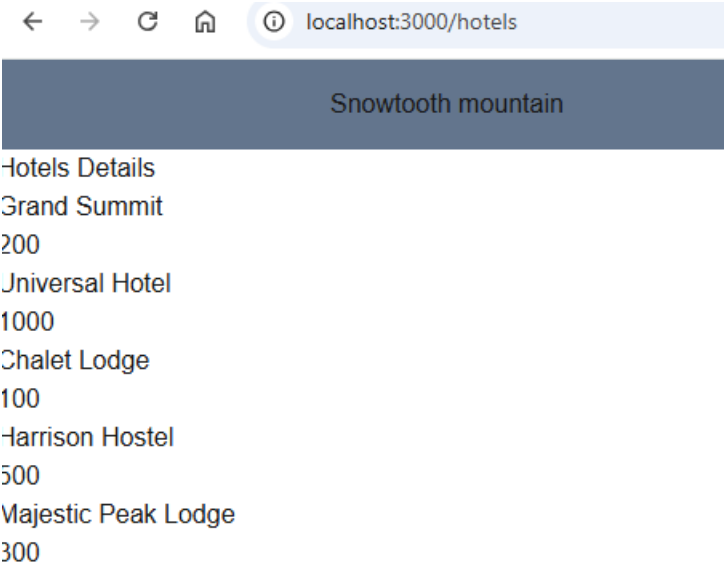 localhost:3000/hotels
Snowtooth mountain
Hotels Details
Grand Summit
200
Universal Hotel
1000
Chalet Lodge
100
Harrison Hostel
500
Majestic Peak Lodge
300